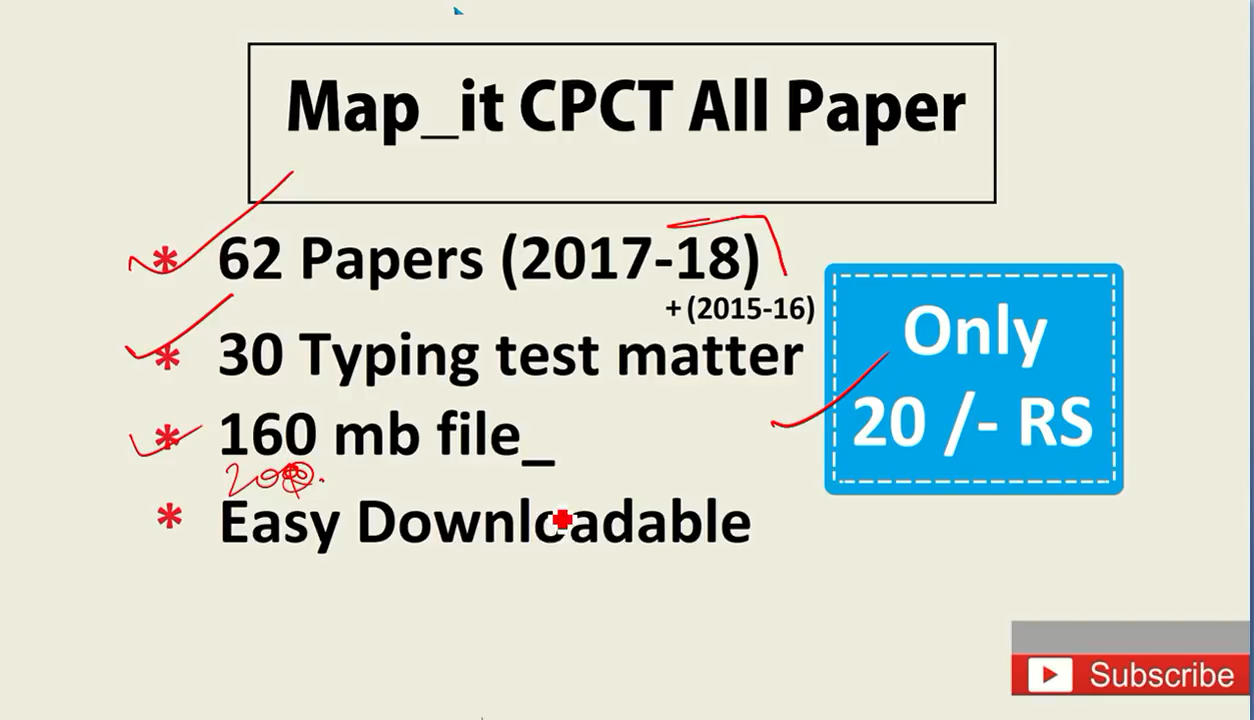 Map_it CPCT All Paper
* 62 Papers (2017-18)
+(2015-16)
* 30 Typing test matter
* 160 mb file_
* Easy Downloadable
Only
20 /- RS
Subscribe